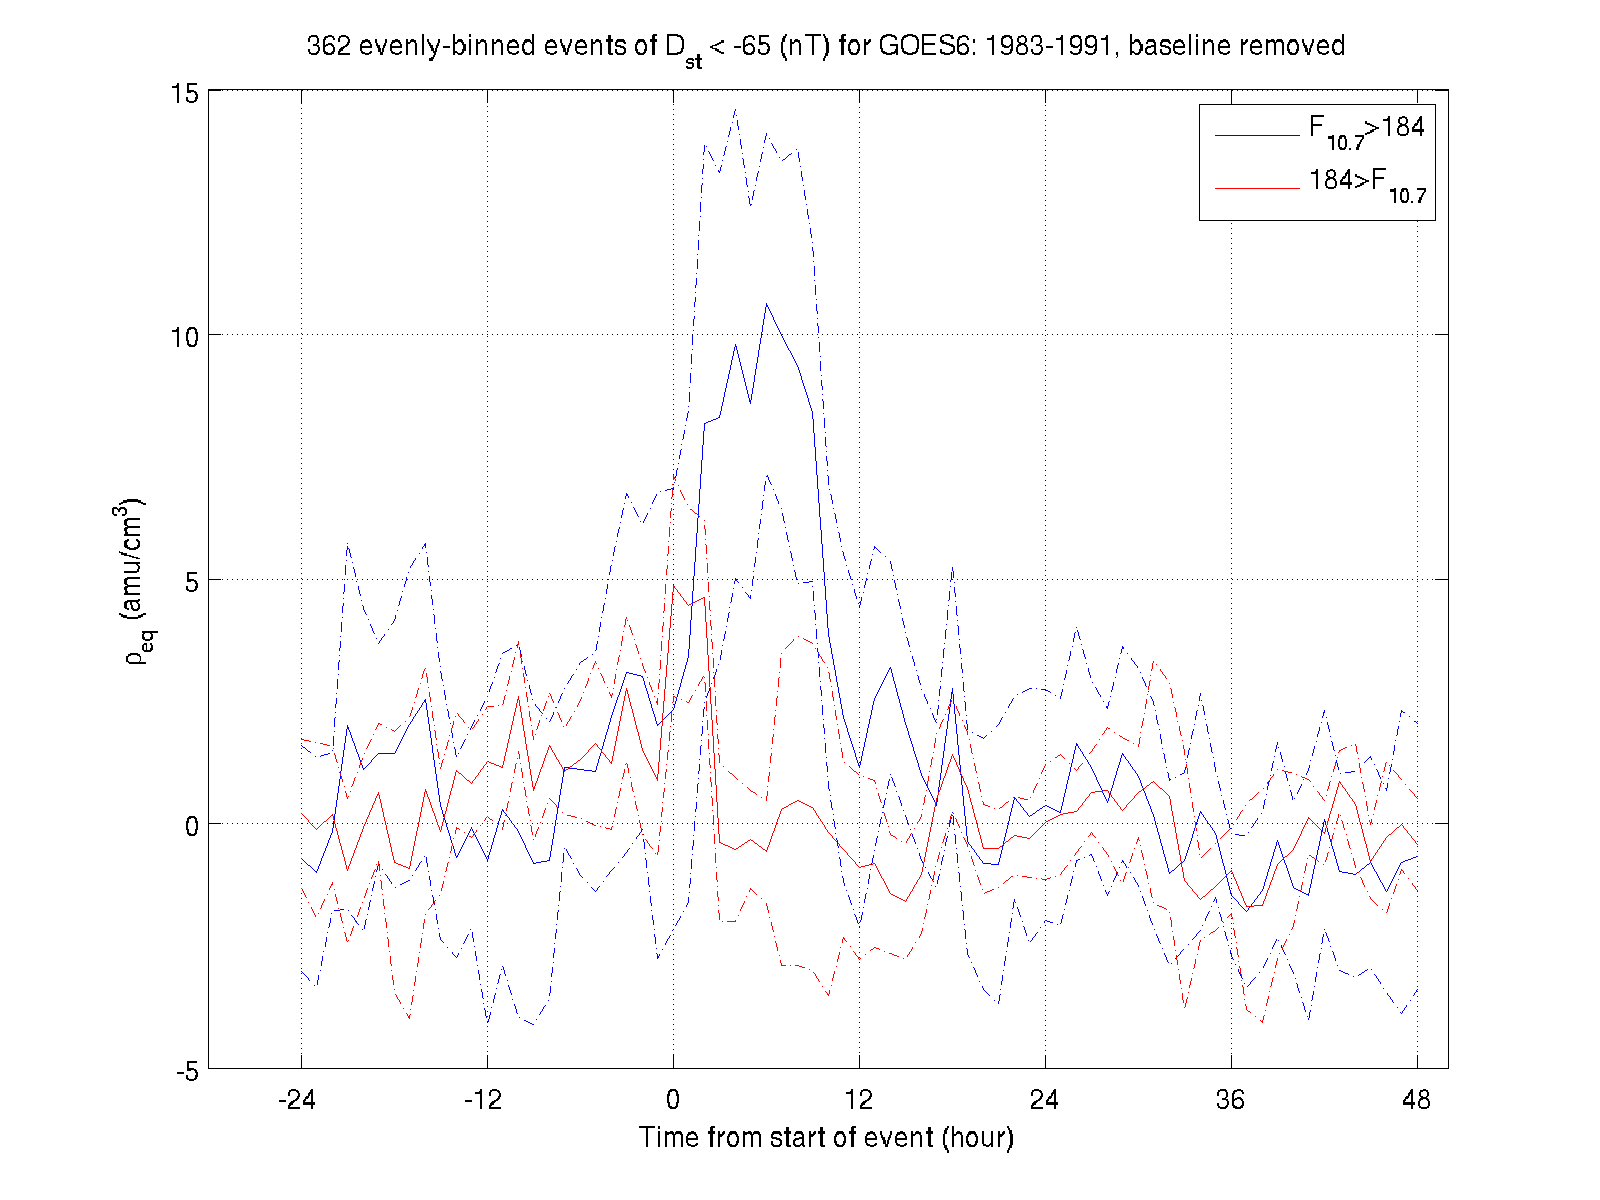 362 evenly-binned events of D_st < -65 (nT) for GOES6: 1983-1991, baseline removed
15
10
5
0
-5
ρ_eq (amu/cm^3)
F_10.7>184
184>F_10.7
-24 -12 0 12 24 36 48
Time from start of event (hour)